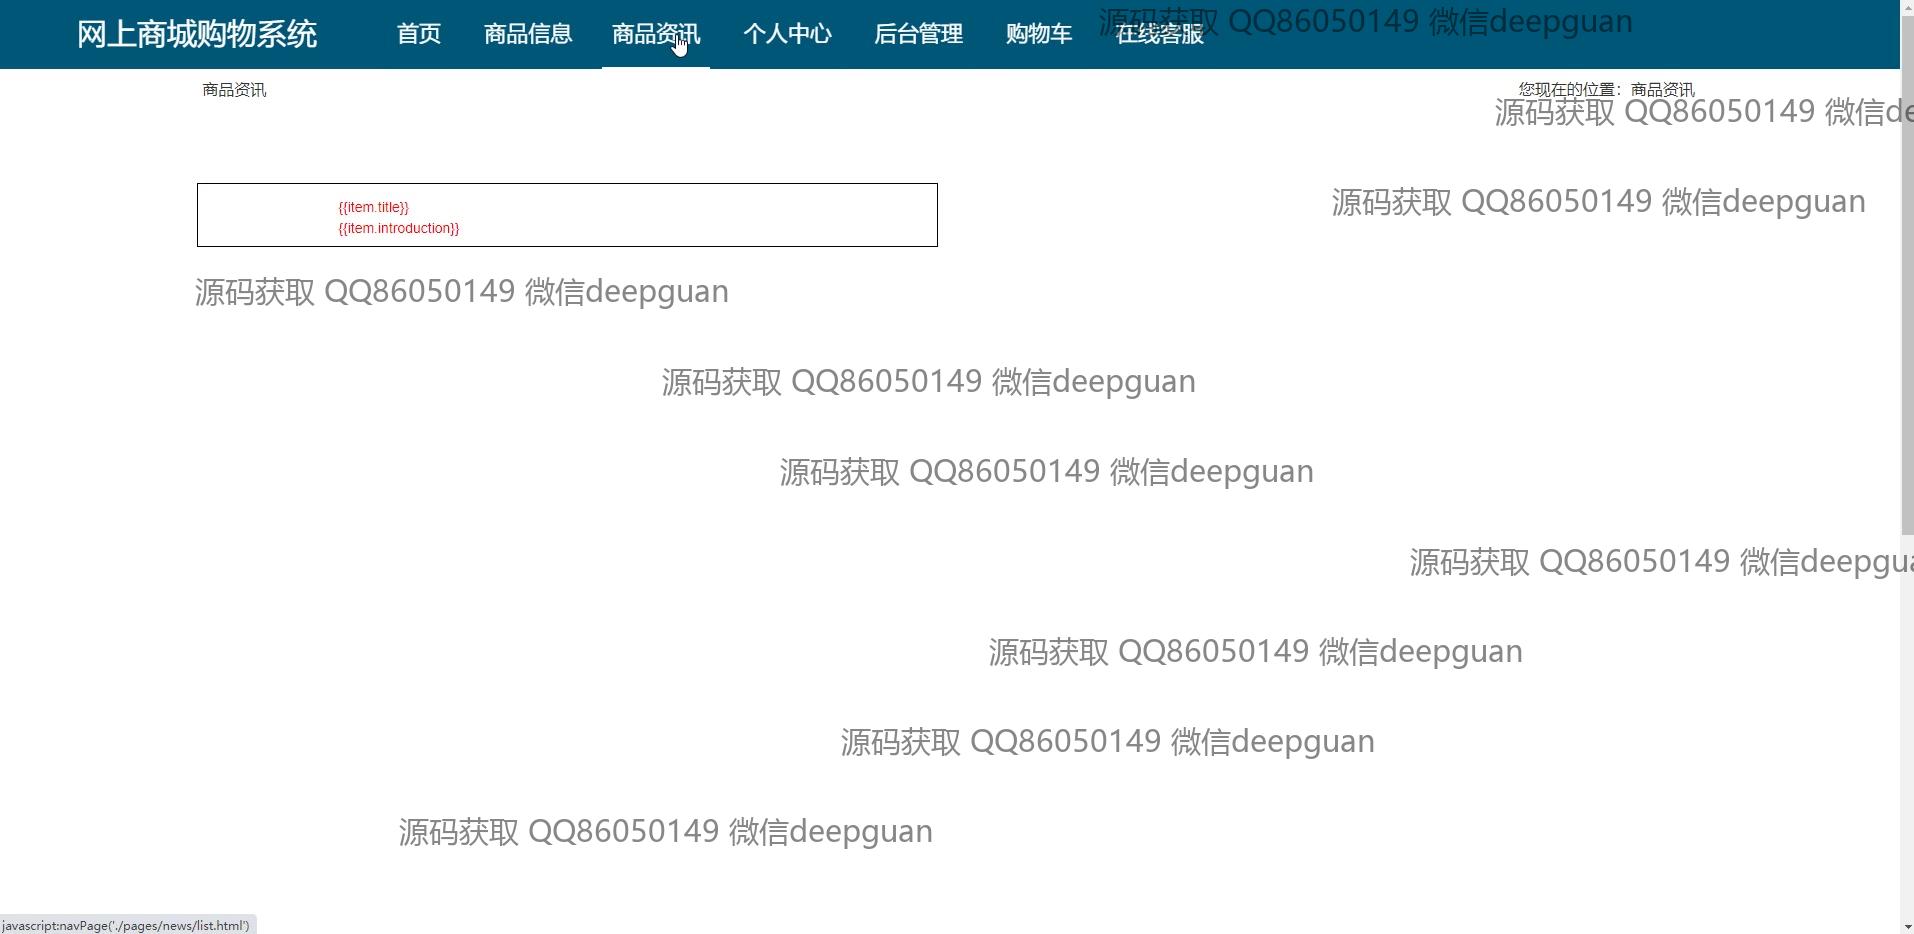 网上商城购物系统 首页 商品信息 商品资讯 个人中心 后台管理 购物车 在线客服
源码获取 QQ86050149 微信deepguan
商品资讯 您现在的位置：商品资讯
源码获取 QQ86050149 微信de
{{item.title}}
{{item.introduction}}
源码获取 QQ86050149 微信deepguan
源码获取 QQ86050149 微信deepguan
源码获取 QQ86050149 微信deepguan
源码获取 QQ86050149 微信deepguan
源码获取 QQ86050149 微信deepgua
源码获取 QQ86050149 微信deepguan
源码获取 QQ86050149 微信deepguan
源码获取 QQ86050149 微信deepguan
javascript:navPage('./pages/news/list.html')